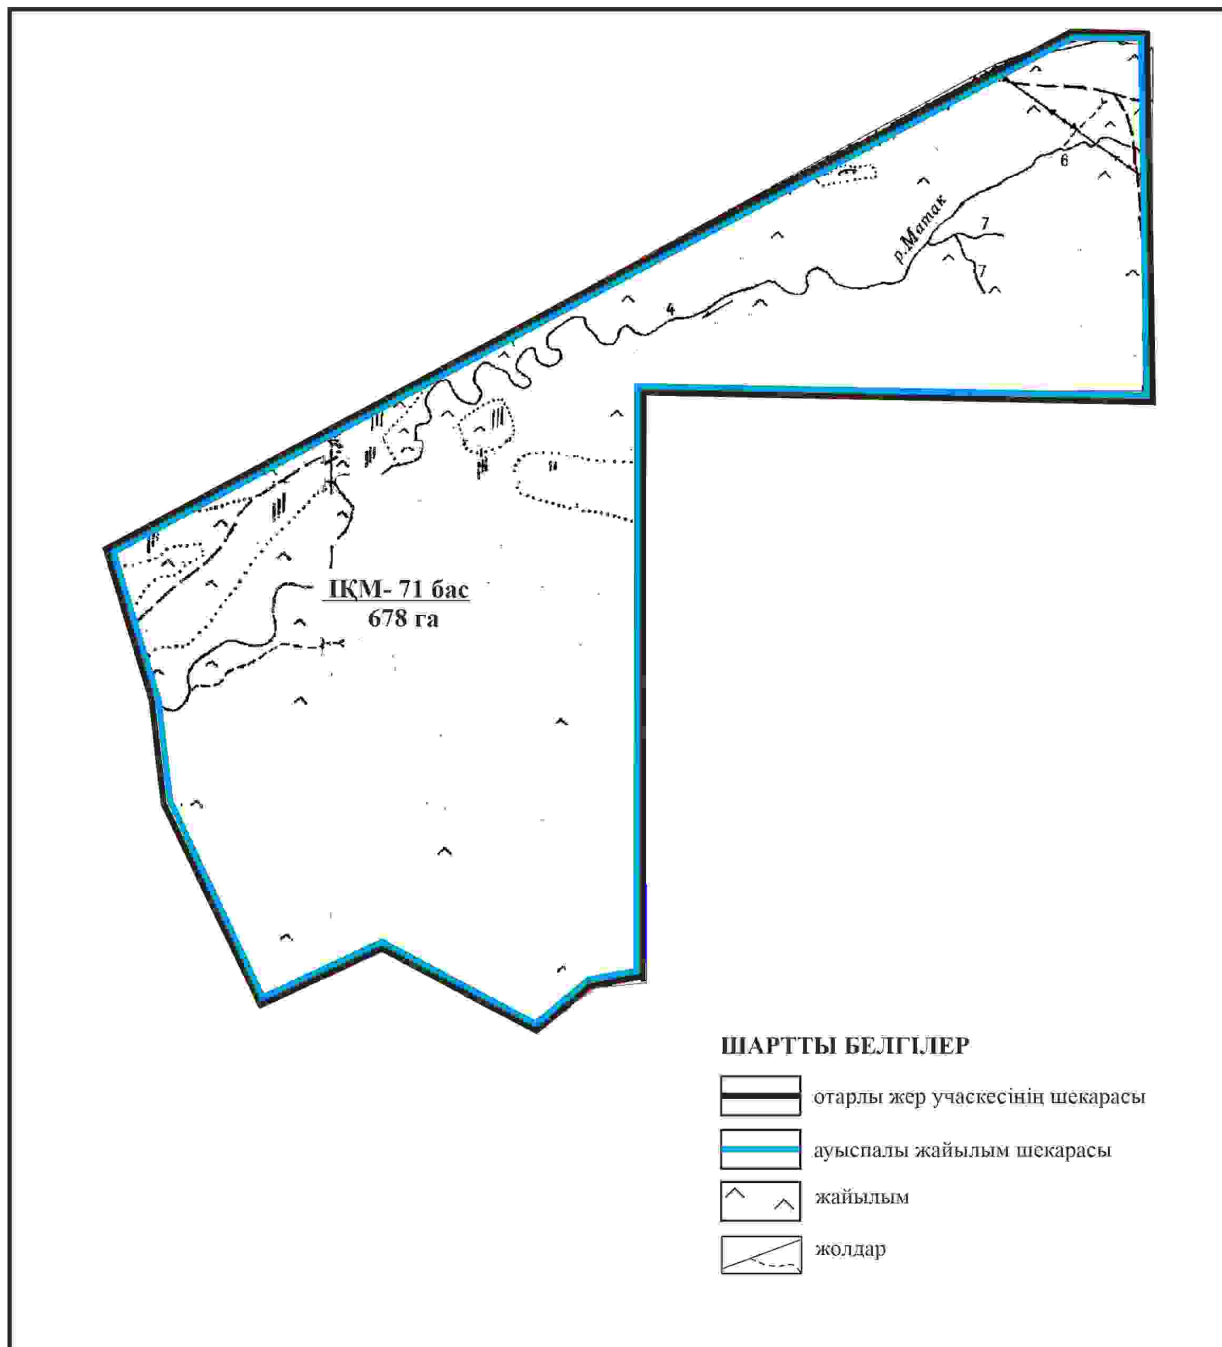 6
р.Матак
7
7
4
ІҚМ- 71 бас
678 га
ШАРТТЫ БЕЛГІЛЕР
отарлы жер учаскесінің шекарасы
ауыспалы жайылым шекарасы
жайылым
жолдар